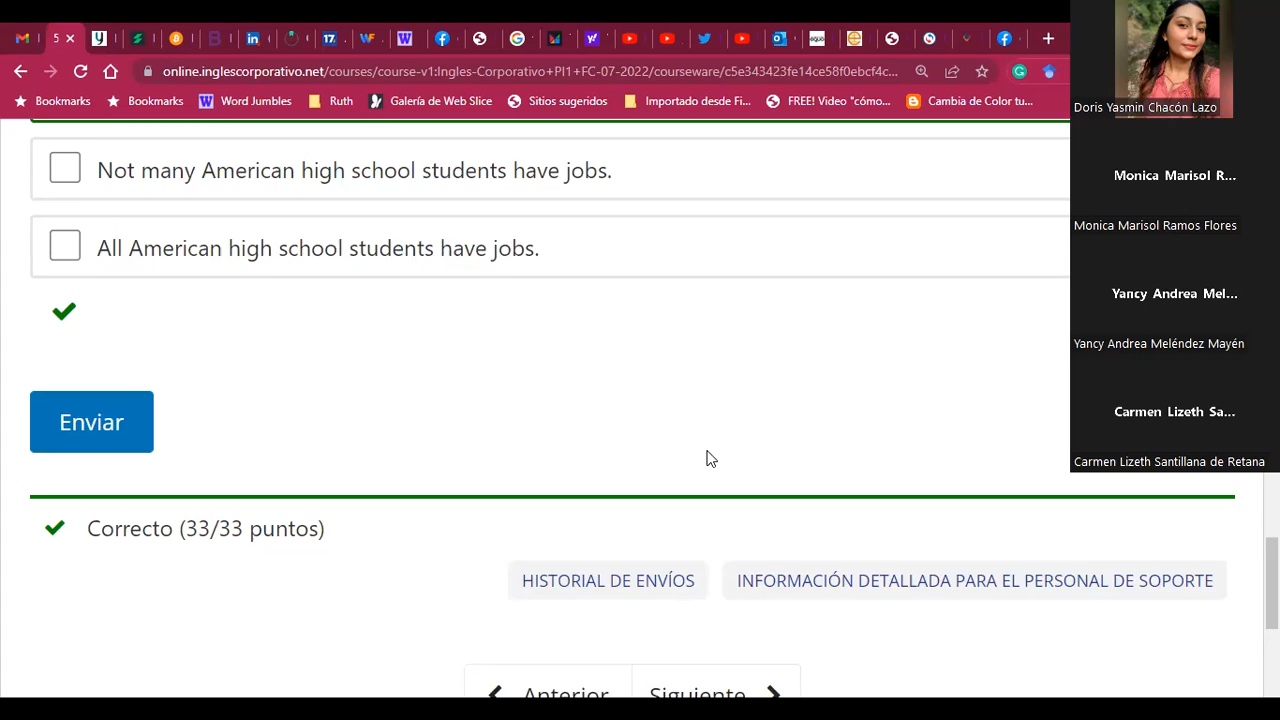 5
17
online.inglescorporativo.net/courses/course-v1:Ingles-Corporativo+PI1+FC-07-2022/courseware/c5e343423fe14ce58f0ebcf4c...
Bookmarks
Bookmarks
Word Jumbles
Ruth
Galería de Web Slice
Sitios sugeridos
Importado desde Fi...
FREE! Video "cómo...
Cambia de Color tu...
Doris Yasmin Chacón Lazo
Not many American high school students have jobs.
Monica Marisol R...
Monica Marisol Ramos Flores
All American high school students have jobs.
Yancy Andrea Mel...
Yancy Andrea Meléndez Mayén
Enviar
Carmen Lizeth Sa...
Carmen Lizeth Santillana de Retana
Correcto (33/33 puntos)
HISTORIAL DE ENVÍOS
INFORMACIÓN DETALLADA PARA EL PERSONAL DE SOPORTE
Anterior
Siguiente